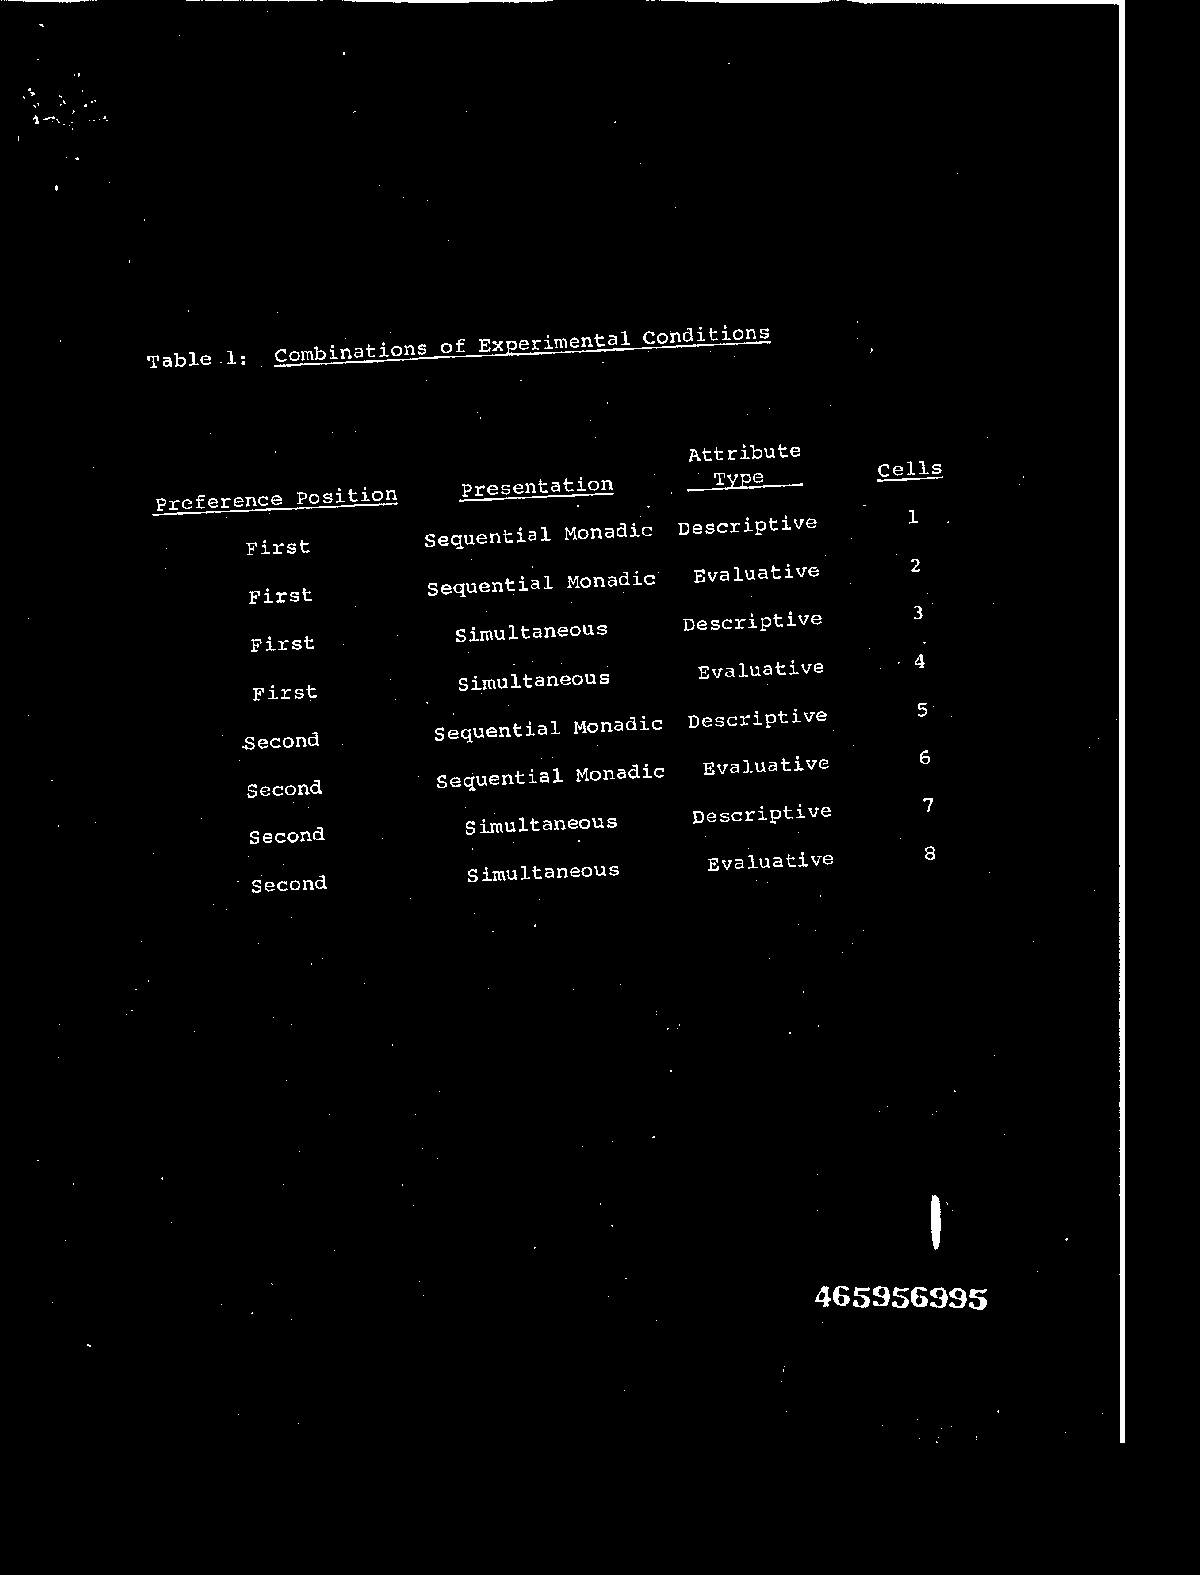 Table 1: Combinations of Experimental Conditions
Attribute
Preference Position Presentation Type Cells
First Sequential Monadic Descriptive 1
First Sequential Monadic Evaluative 2
First Simultaneous Descriptive 3
First Simultaneous Evaluative 4
Second Sequential Monadic Descriptive 5
Second Sequential Monadic Evaluative 6
Second Simultaneous Descriptive 7
Second Simultaneous Evaluative 8
465956995